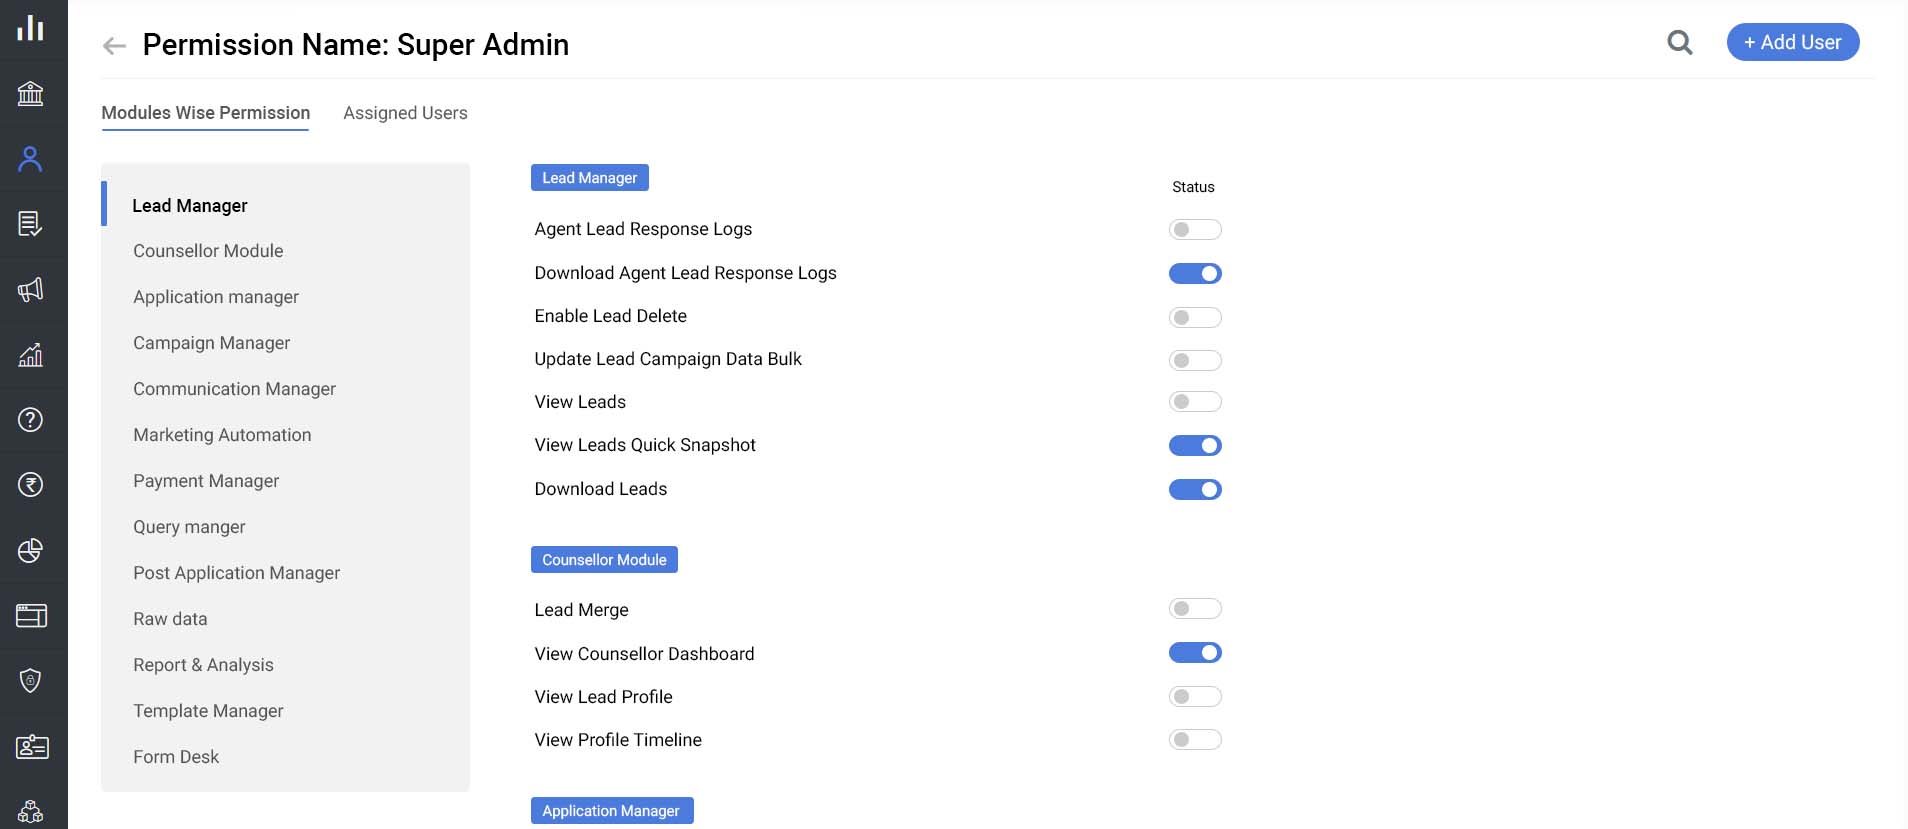 Permission Name: Super Admin
+ Add User
Modules Wise Permission
Assigned Users
Lead Manager
Counsellor Module
Application manager
Campaign Manager
Communication Manager
Marketing Automation
Payment Manager
Query manger
Post Application Manager
Raw data
Report & Analysis
Template Manager
Form Desk
Lead Manager
Status
Agent Lead Response Logs
Download Agent Lead Response Logs
Enable Lead Delete
Update Lead Campaign Data Bulk
View Leads
View Leads Quick Snapshot
Download Leads
Counsellor Module
Lead Merge
View Counsellor Dashboard
View Lead Profile
View Profile Timeline
Application Manager